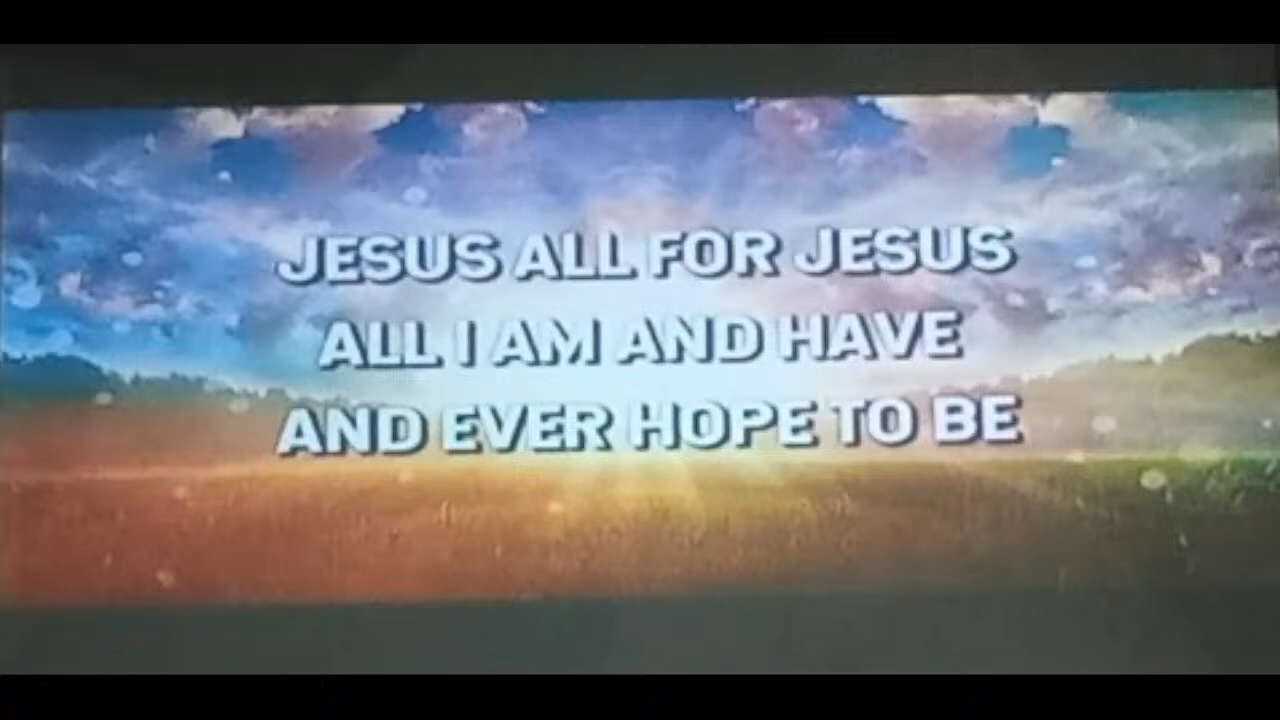 JESUS ALL FOR JESUS
ALL I AM AND HAVE
AND EVER HOPE TO BE